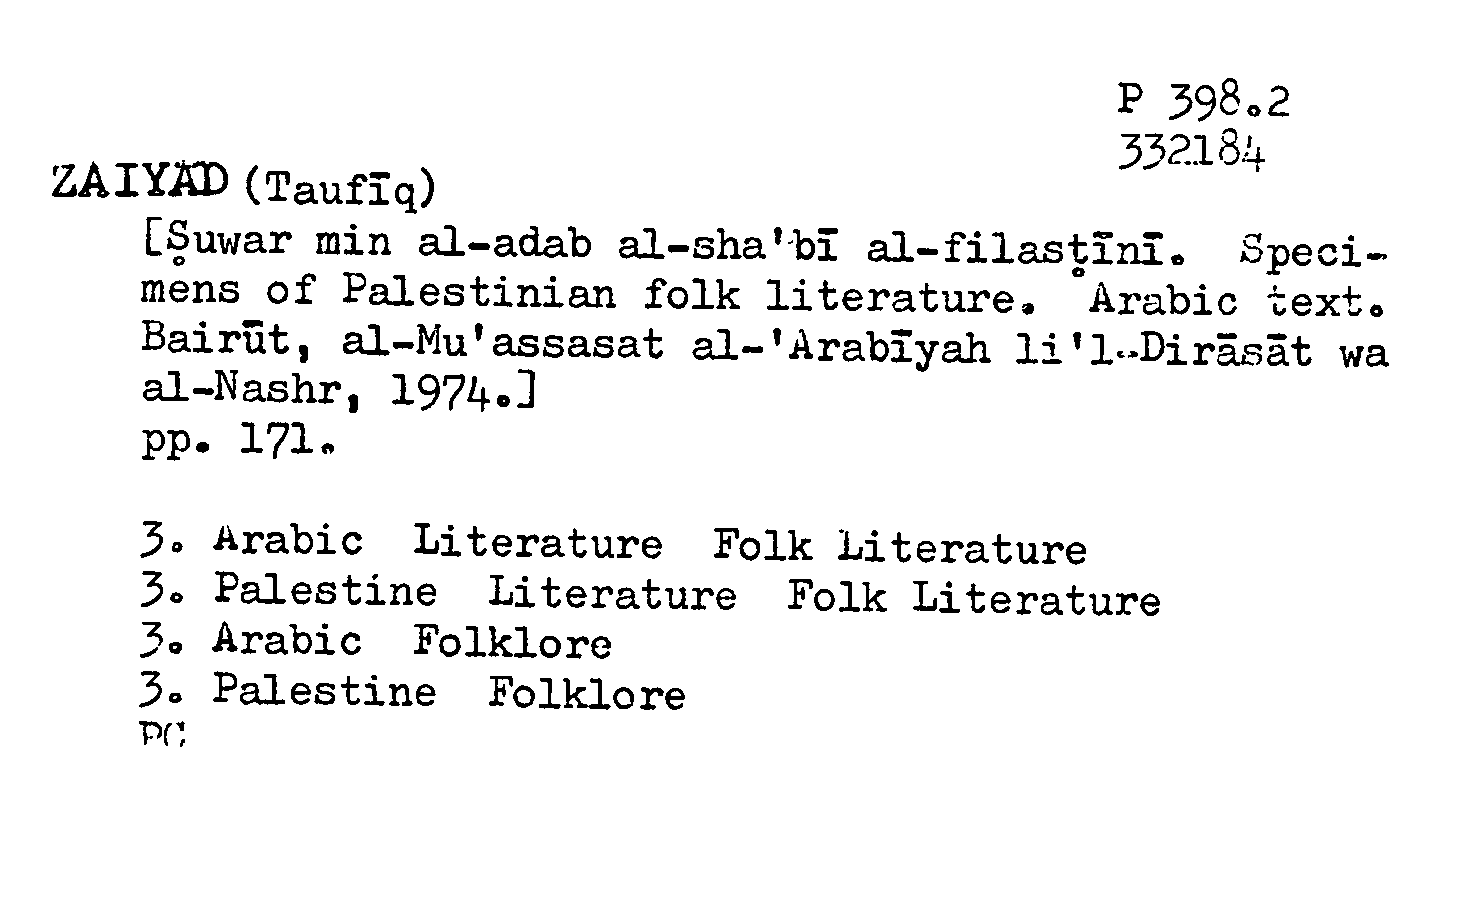 P 398.2
332184
ZAIYĀD (Taufīq)
[Ṣuwar min al-adab al-sha'bī al-filasṭīnī. Speci-
mens of Palestinian folk literature. Arabic text.
Bairūt, al-Mu'assasat al-'Arabīyah li'l-Dirāsāt wa
al-Nashr, 1974.]
pp. 171.
3. Arabic Literature Folk Literature
3. Palestine Literature Folk Literature
3. Arabic Folklore
3. Palestine Folklore